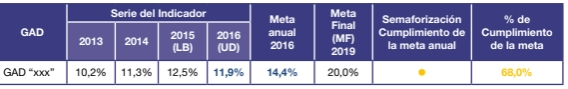 GAD
Serie del Indicador
2013
2014
2015
(LB)
2016
(UD)
Meta
anual
2016
Meta
Final
(MF)
2019
Semaforización
Cumplimiento de
la meta anual
% de
Cumplimiento
de la meta
GAD “xxx”
10,2%
11,3%
12,5%
11,9%
14,4%
20,0%
68,0%